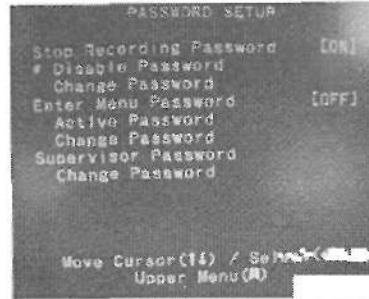 PASSWORD SETUP
Stop Recording Password [ON]
# Disable Password
Change Password
Enter Menu Password [OFF]
Active Password
Change Password
Supervisor Password
Change Password
Move Cursor(↑↓) /
Upper Menu(M)